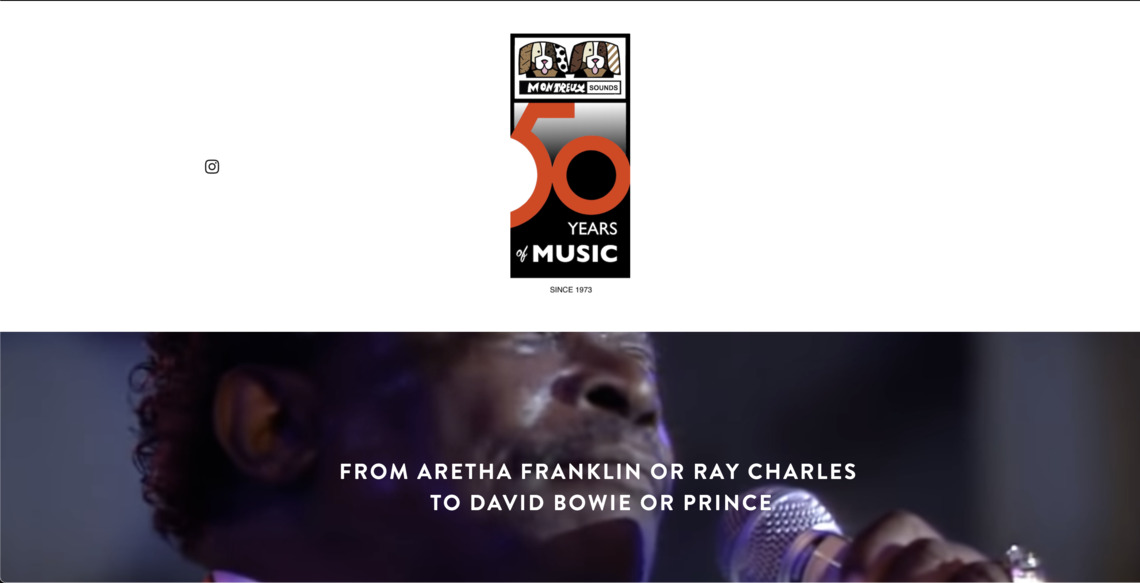 MONTREUX SOUNDS
50
YEARS
of MUSIC
SINCE 1973
FROM ARETHA FRANKLIN OR RAY CHARLES
TO DAVID BOWIE OR PRINCE